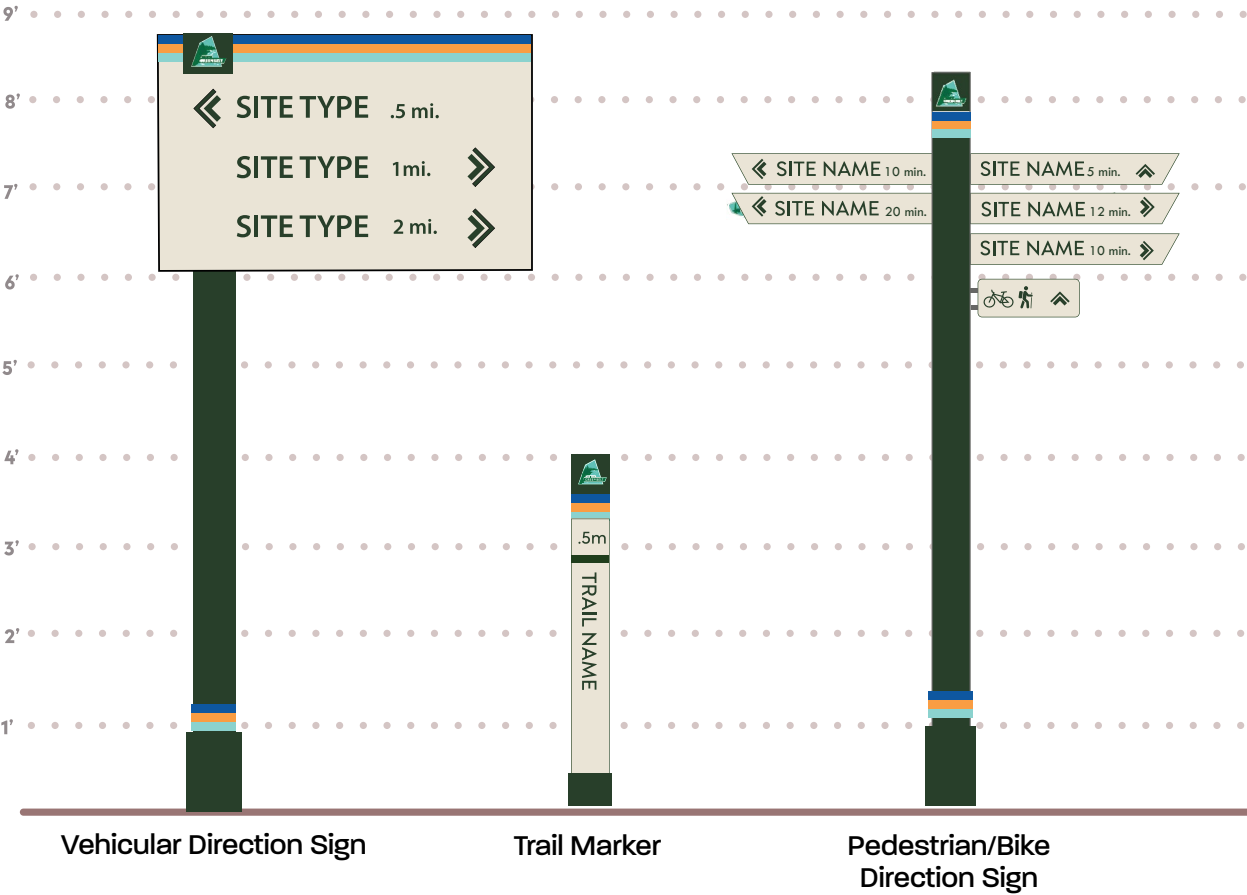 9’
8’
7’
6’
5’
4’
3’
2’
1’
SITE TYPE .5 mi.
SITE TYPE 1mi.
SITE TYPE 2 mi.
.5m
TRAIL NAME
SITE NAME 10 min.
SITE NAME 20 min.
SITE NAME 5 min.
SITE NAME 12 min.
SITE NAME 10 min.
Vehicular Direction Sign
Trail Marker
Pedestrian/Bike
Direction Sign